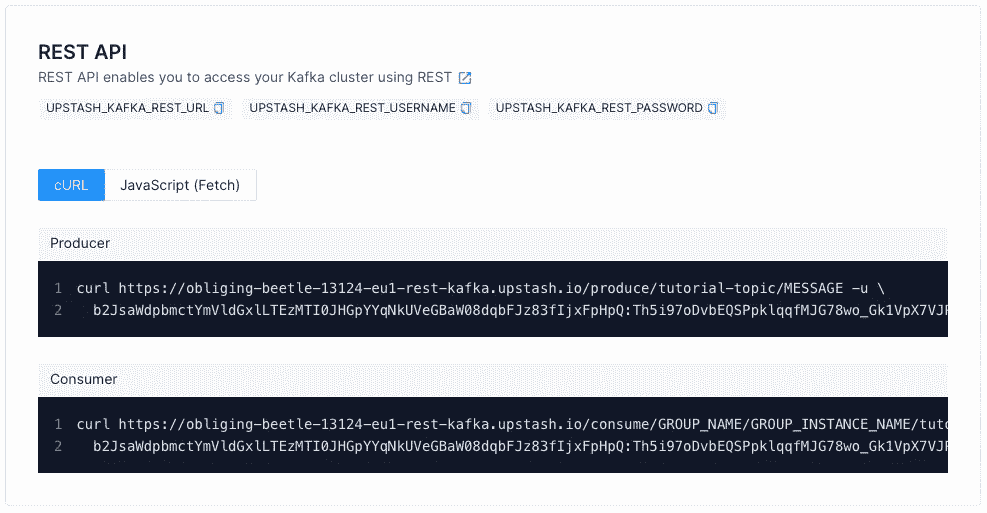 REST API
REST API enables you to access your Kafka cluster using REST
UPSTASH_KAFKA_REST_URL UPSTASH_KAFKA_REST_USERNAME UPSTASH_KAFKA_REST_PASSWORD
cURL JavaScript (Fetch)
Producer
1 curl https://obliging-beetle-13124-eu1-rest-kafka.upstash.io/produce/tutorial-topic/MESSAGE -u \
2 b2JsaWdpbmctYmVldGxlLTEzMTI0JHGpYYqNkUVeGBaW08dqbFJz83fIjxFpHpQ:Th5i97oDvbEQSPpklqqfMJG78wo_Gk1VpX7VJF
Consumer
1 curl https://obliging-beetle-13124-eu1-rest-kafka.upstash.io/consume/GROUP_NAME/GROUP_INSTANCE_NAME/tuto
2 b2JsaWdpbmctYmVldGxlLTEzMTI0JHGpYYqNkUVeGBaW08dqbFJz83fIjxFpHpQ:Th5i97oDvbEQSPpklqqfMJG78wo_Gk1VpX7VJF